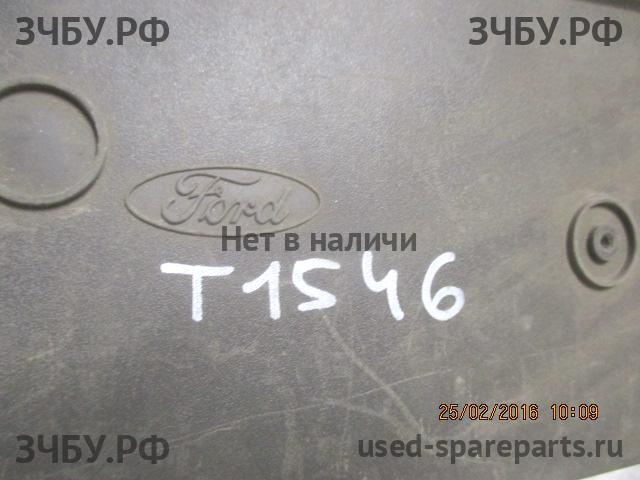 ЗЧБУ.РФ ЗЧБУ.РФ
Ford
Нет в наличи
T1546
25/02/2016 10:09
ЗЧБУ.РФ used-spareparts.ru